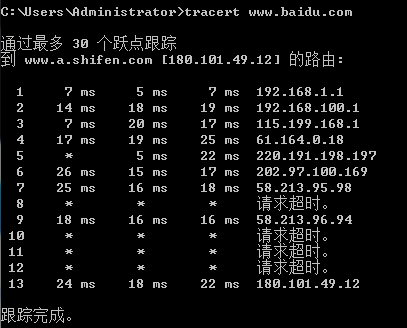 C:\Users\Administrator>tracert www.baidu.com
通过最多 30 个跃点跟踪
到 www.a.shifen.com [180.101.49.12] 的路由:
1 7 ms 5 ms 7 ms 192.168.1.1
2 14 ms 18 ms 19 ms 192.168.100.1
3 7 ms 20 ms 17 ms 115.199.168.1
4 17 ms 19 ms 25 ms 61.164.0.18
5 * 5 ms 22 ms 220.191.198.197
6 26 ms 15 ms 17 ms 202.97.100.169
7 25 ms 16 ms 18 ms 58.213.95.98
8 * * * 请求超时。
9 18 ms 16 ms 16 ms 58.213.96.94
10 * * * 请求超时。
11 * * * 请求超时。
12 * * * 请求超时。
13 24 ms 18 ms 22 ms 180.101.49.12
跟踪完成。